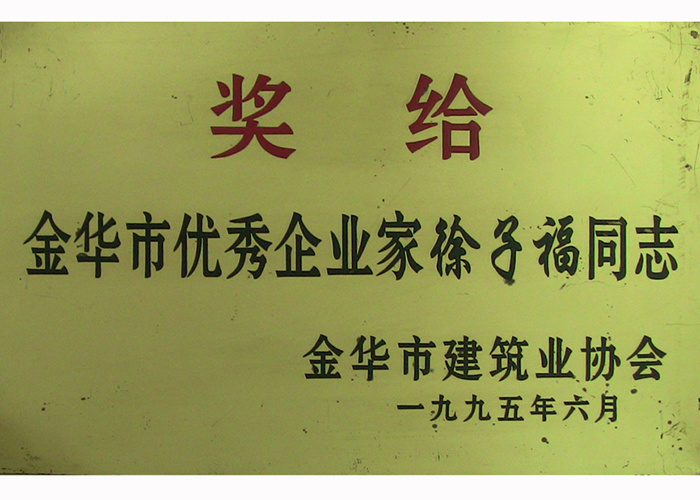 奖给
金华市优秀企业家徐子福同志
金华市建筑业协会
一九九五年六月